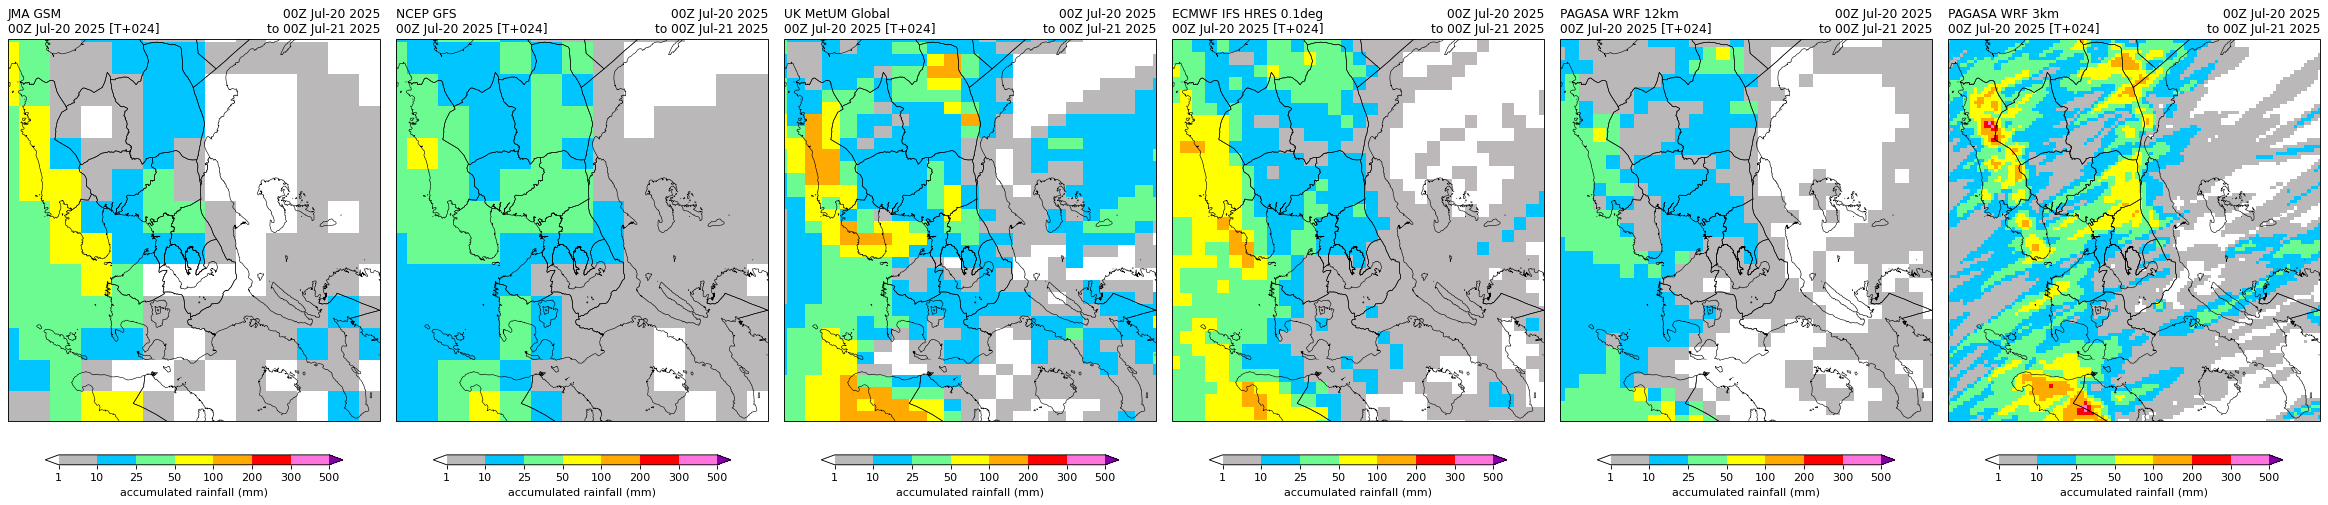 JMA GSM 00Z Jul-20 2025
00Z Jul-20 2025 [T+024] to 00Z Jul-21 2025
NCEP GFS 00Z Jul-20 2025
00Z Jul-20 2025 [T+024] to 00Z Jul-21 2025
UK MetUM Global 00Z Jul-20 2025
00Z Jul-20 2025 [T+024] to 00Z Jul-21 2025
ECMWF IFS HRES 0.1deg 00Z Jul-20 2025
00Z Jul-20 2025 [T+024] to 00Z Jul-21 2025
PAGASA WRF 12km 00Z Jul-20 2025
00Z Jul-20 2025 [T+024] to 00Z Jul-21 2025
PAGASA WRF 3km 00Z Jul-20 2025
00Z Jul-20 2025 [T+024] to 00Z Jul-21 2025
1 10 25 50 100 200 300 500
accumulated rainfall (mm)
1 10 25 50 100 200 300 500
accumulated rainfall (mm)
1 10 25 50 100 200 300 500
accumulated rainfall (mm)
1 10 25 50 100 200 300 500
accumulated rainfall (mm)
1 10 25 50 100 200 300 500
accumulated rainfall (mm)
1 10 25 50 100 200 300 500
accumulated rainfall (mm)